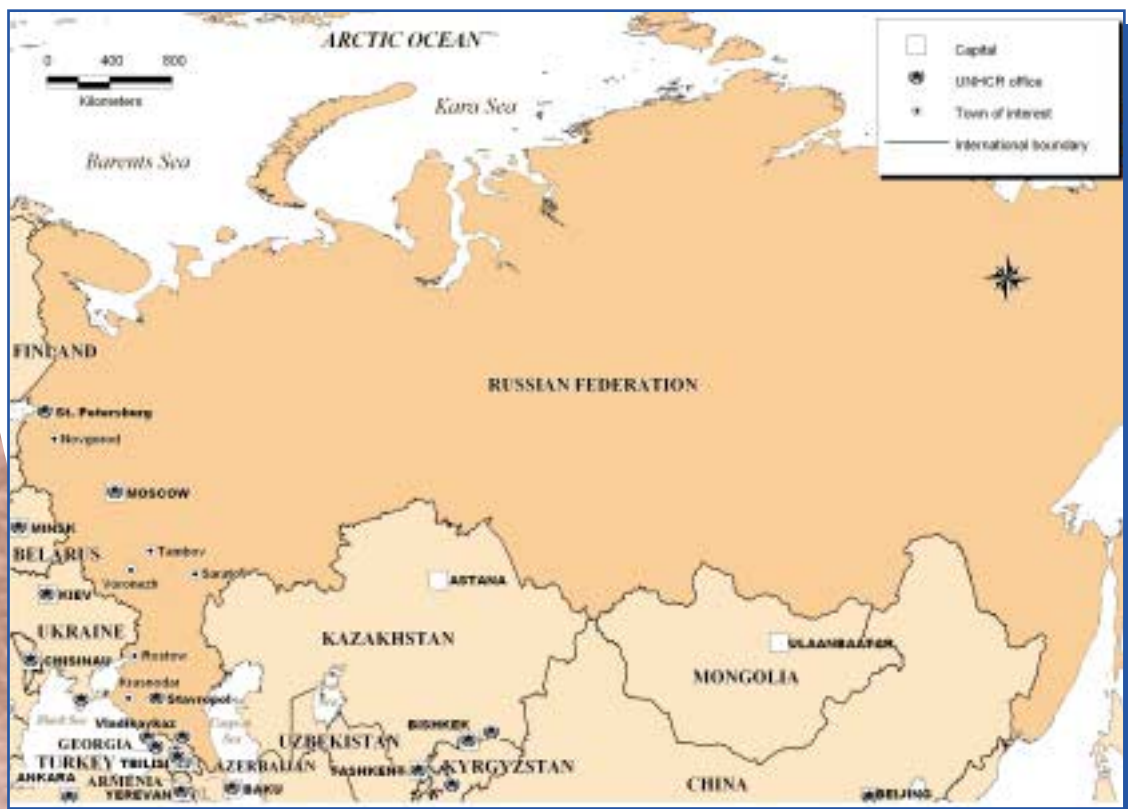 ARCTIC OCEAN
0 400 800
Kilometers
Kara Sea
Barents Sea
Capital
UNHCR office
Town of interest
International boundary
FINLAND
RUSSIAN FEDERATION
St. Petersburg
Novgorod
MOSCOW
MINSK
BELARUS
Tambov
Voronezh
Saratov
KIEV
ASTANA
UKRAINE
KAZAKHSTAN
ULAANBAATAR
CHISINAU
Rostov
MONGOLIA
Krasnodar
Stavropol
Black Sea
Caspian
Sea
Vladikavkaz
BISHKEK
GEORGIA
UZBEKISTAN
TURKEY
TBILISI
AZERBAIJAN
TASHKENT
KYRGYZSTAN
ANKARA
ARMENIA
CHINA
YEREVAN
BAKU
BEIJING